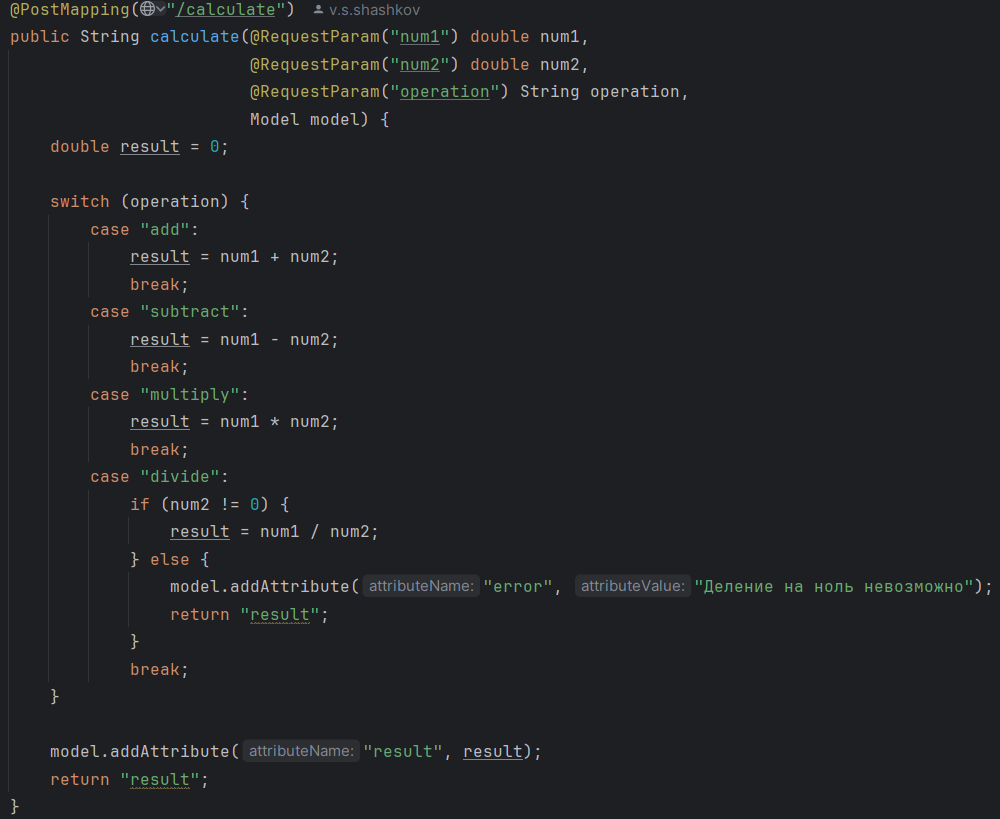 @PostMapping("/calculate") v.s.shashkov
public String calculate(@RequestParam("num1") double num1,
                        @RequestParam("num2") double num2,
                        @RequestParam("operation") String operation,
                        Model model) {
    double result = 0;

    switch (operation) {
        case "add":
            result = num1 + num2;
            break;
        case "subtract":
            result = num1 - num2;
            break;
        case "multiply":
            result = num1 * num2;
            break;
        case "divide":
            if (num2 != 0) {
                result = num1 / num2;
            } else {
                model.addAttribute( attributeName: "error", attributeValue: "Деление на ноль невозможно");
                return "result";
            }
            break;
    }

    model.addAttribute( attributeName: "result", result);
    return "result";
}